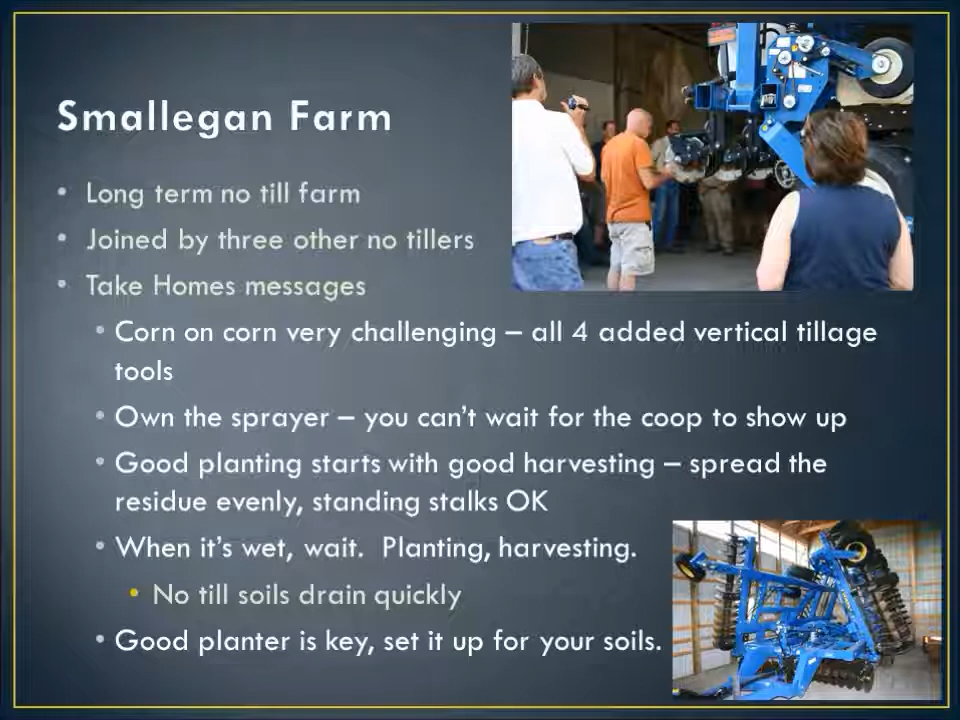 Smallegan Farm
• Long term no till farm
• Joined by three other no tillers
• Take Homes messages
• Corn on corn very challenging – all 4 added vertical tillage
tools
• Own the sprayer – you can't wait for the coop to show up
• Good planting starts with good harvesting – spread the
residue evenly, standing stalks OK
• When it's wet, wait.  Planting, harvesting.
• No till soils drain quickly
• Good planter is key, set it up for your soils.